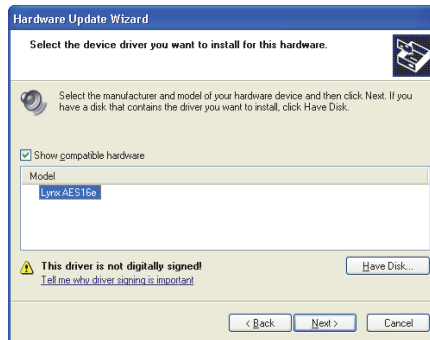 Hardware Update Wizard
Select the device driver you want to install for this hardware.
Select the manufacturer and model of your hardware device and then click Next. If you
have a disk that contains the driver you want to install, click Have Disk.
Show compatible hardware
Model
Lynx AES16e
This driver is not digitally signed!
Have Disk...
Tell me why driver signing is important
< Back
Next >
Cancel